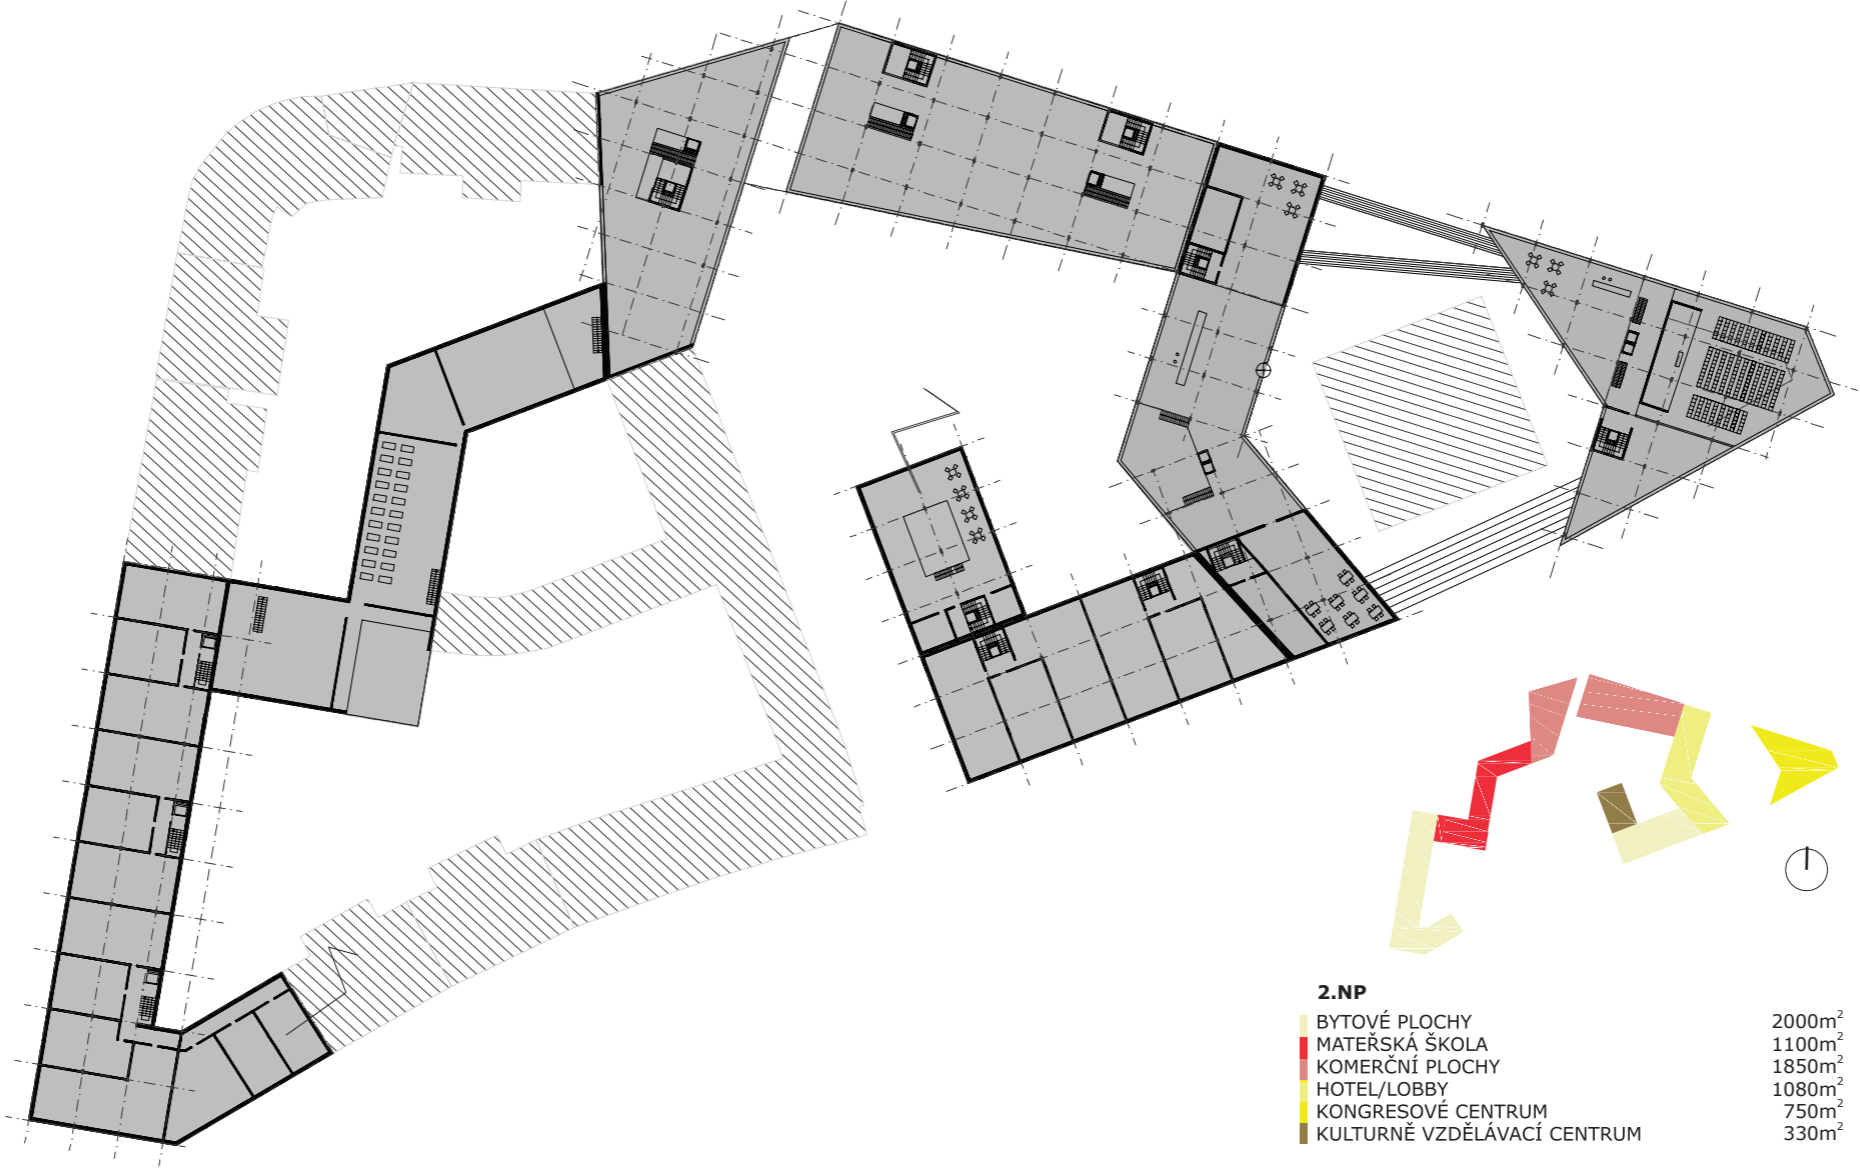 2.NP
BYTOVÉ PLOCHY 2000m²
MATEŘSKÁ ŠKOLA 1100m²
KOMERČNÍ PLOCHY 1850m²
HOTEL/LOBBY 1080m²
KONGRESOVÉ CENTRUM 750m²
KULTURNĚ VZDĚLÁVACÍ CENTRUM 330m²